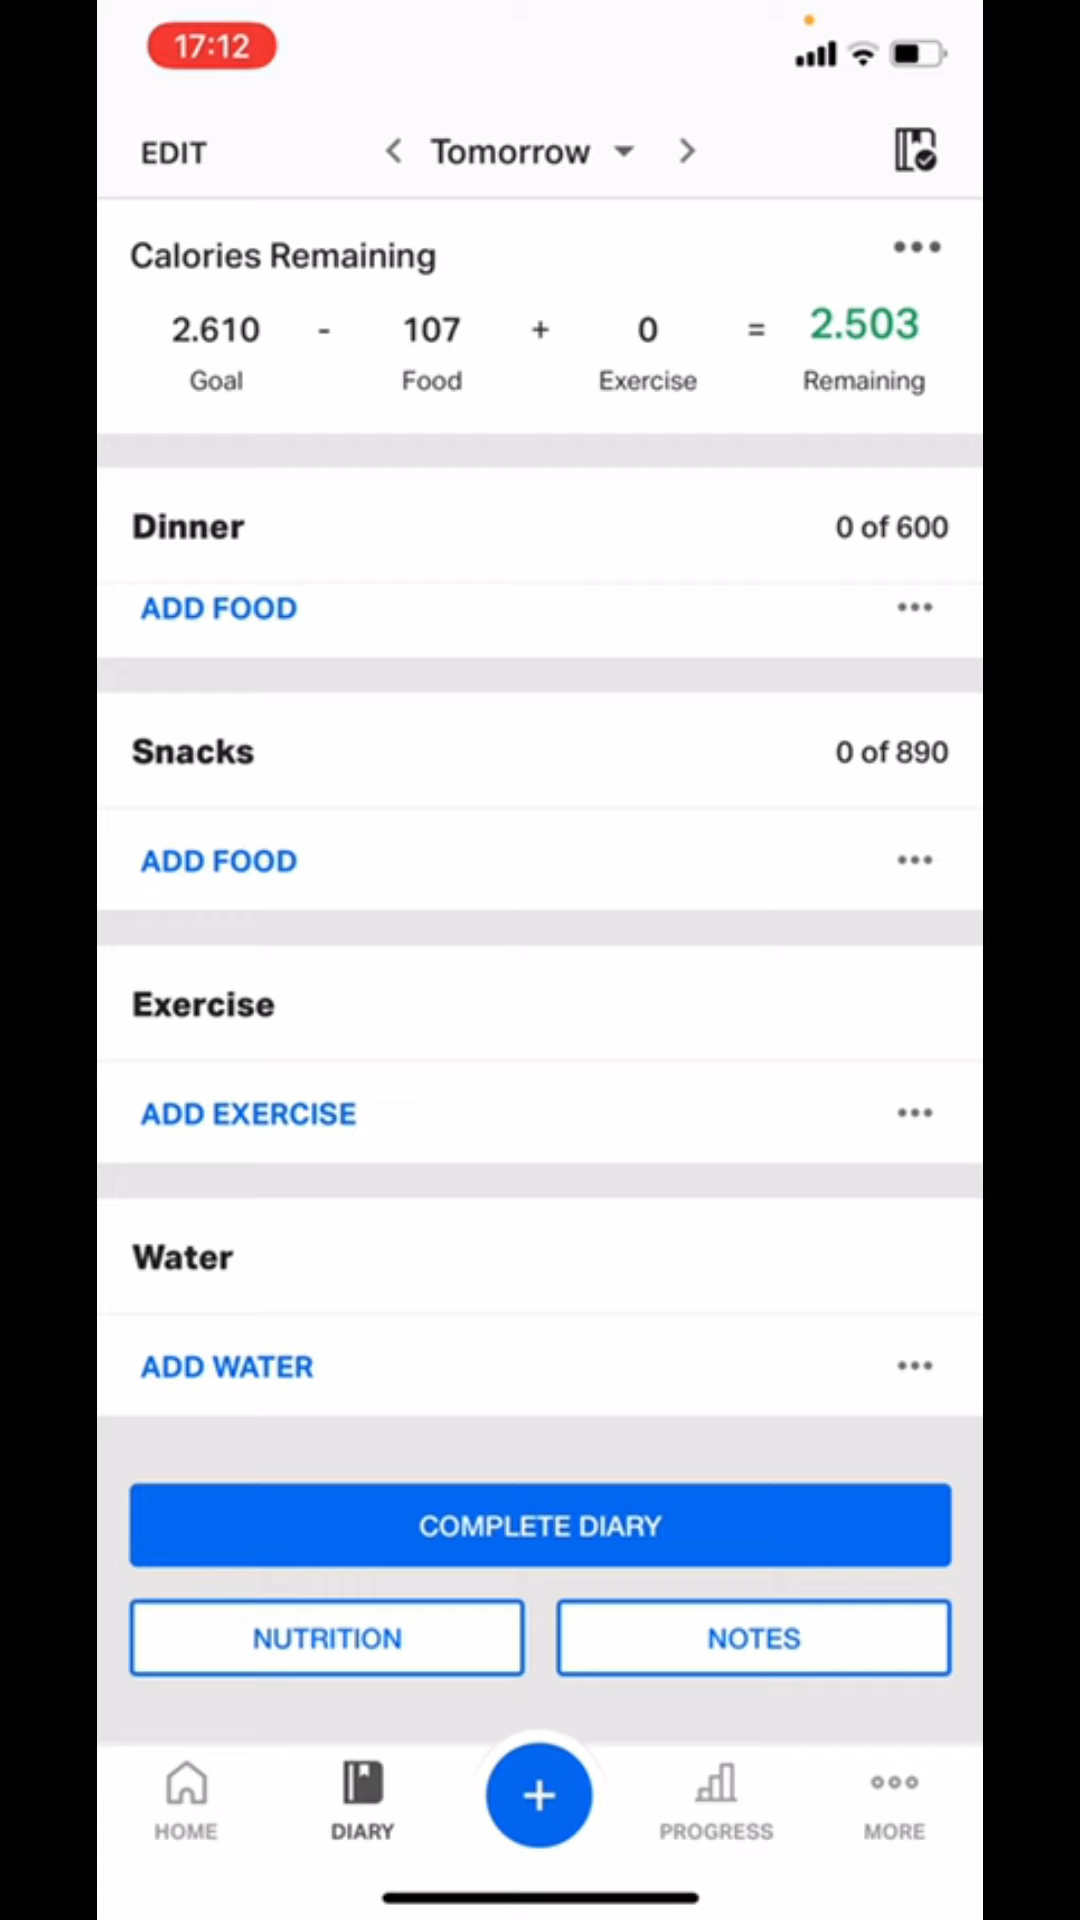 17:12
EDIT
Tomorrow
Calories Remaining
2.610 - 107 + 0 = 2.503
Goal Food Exercise Remaining
Dinner 0 of 600
ADD FOOD
Snacks 0 of 890
ADD FOOD
Exercise
ADD EXERCISE
Water
ADD WATER
COMPLETE DIARY
NUTRITION NOTES
HOME DIARY PROGRESS MORE